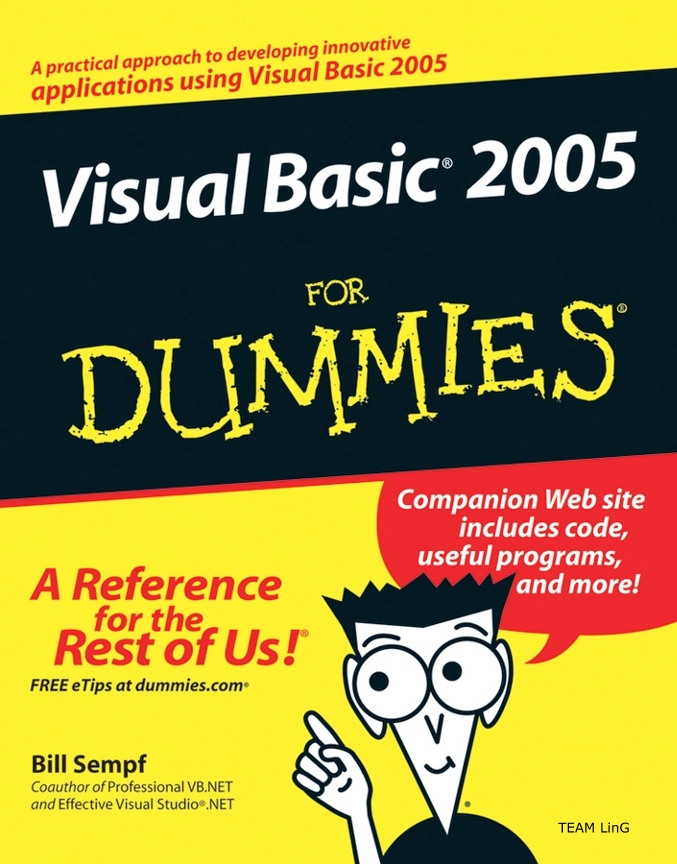 A practical approach to developing innovative
applications using Visual Basic 2005
Visual Basic® 2005
FOR
DUMMIES®
Companion Web site
includes code,
useful programs,
and more!
A Reference
for the
Rest of Us!®
FREE eTips at dummies.com®
Bill Sempf
Coauthor of Professional VB.NET
and Effective Visual Studio®.NET
®
TEAM LinG